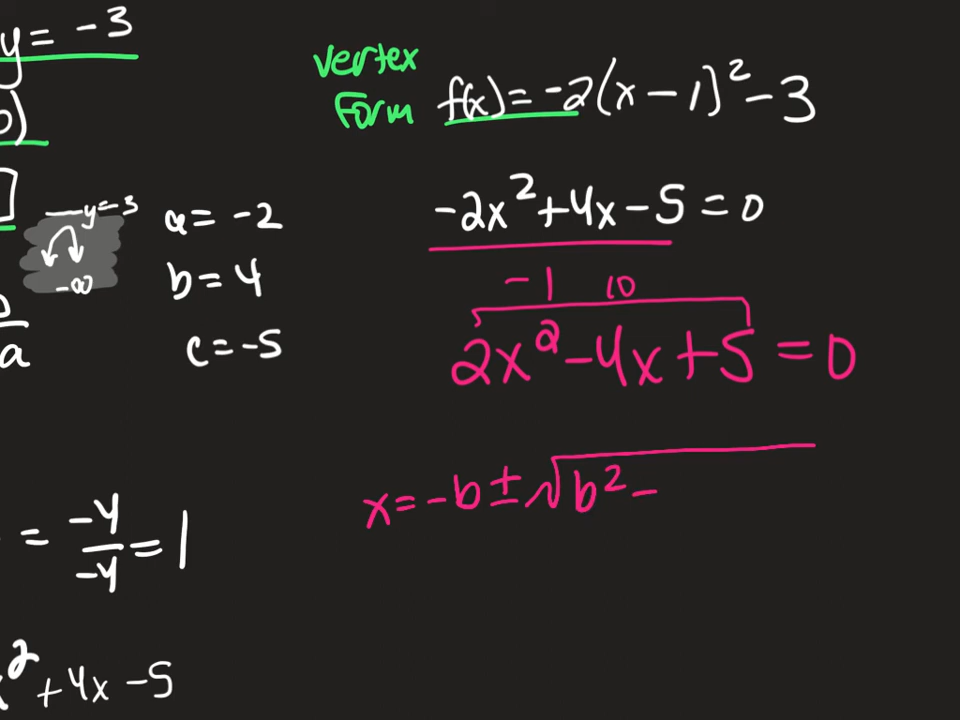 y = -3
0)
y=-3
-∞
a
a = -2
b = 4
c = -5
= -4/-4 = 1
² + 4x - 5
vertex
form
f(x) = -2(x - 1)² - 3
-2x² + 4x - 5 = 0
-1 10
2x² - 4x + 5 = 0
x = -b ± √b² -